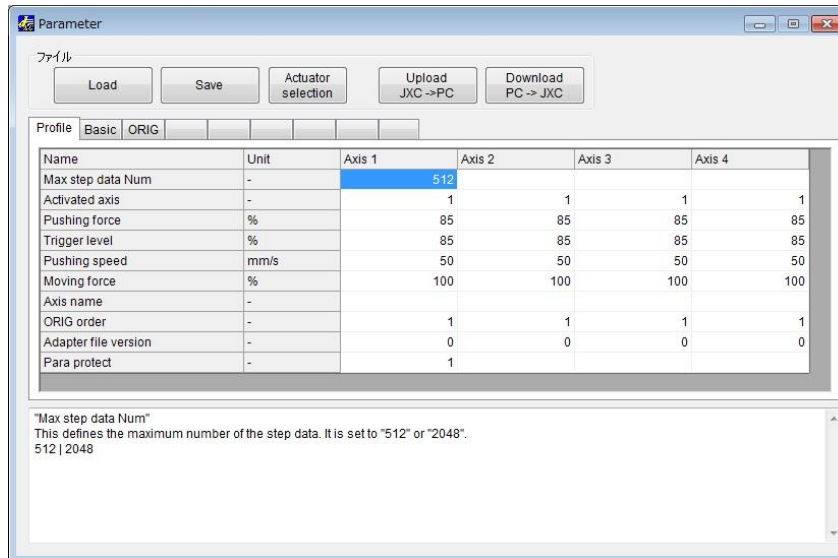 Parameter
ファイル
Load Save Actuator selection Upload JXC->PC Download PC -> JXC
Profile Basic ORIG
Name Unit Axis 1 Axis 2 Axis 3 Axis 4
Max step data Num - 512
Activated axis - 1 1 1 1
Pushing force % 85 85 85 85
Trigger level % 85 85 85 85
Pushing speed mm/s 50 50 50 50
Moving force % 100 100 100 100
Axis name -
ORIG order - 1 1 1 1
Adapter file version - 0 0 0 0
Para protect - 1
"Max step data Num"
This defines the maximum number of the step data. It is set to "512" or "2048".
512 | 2048